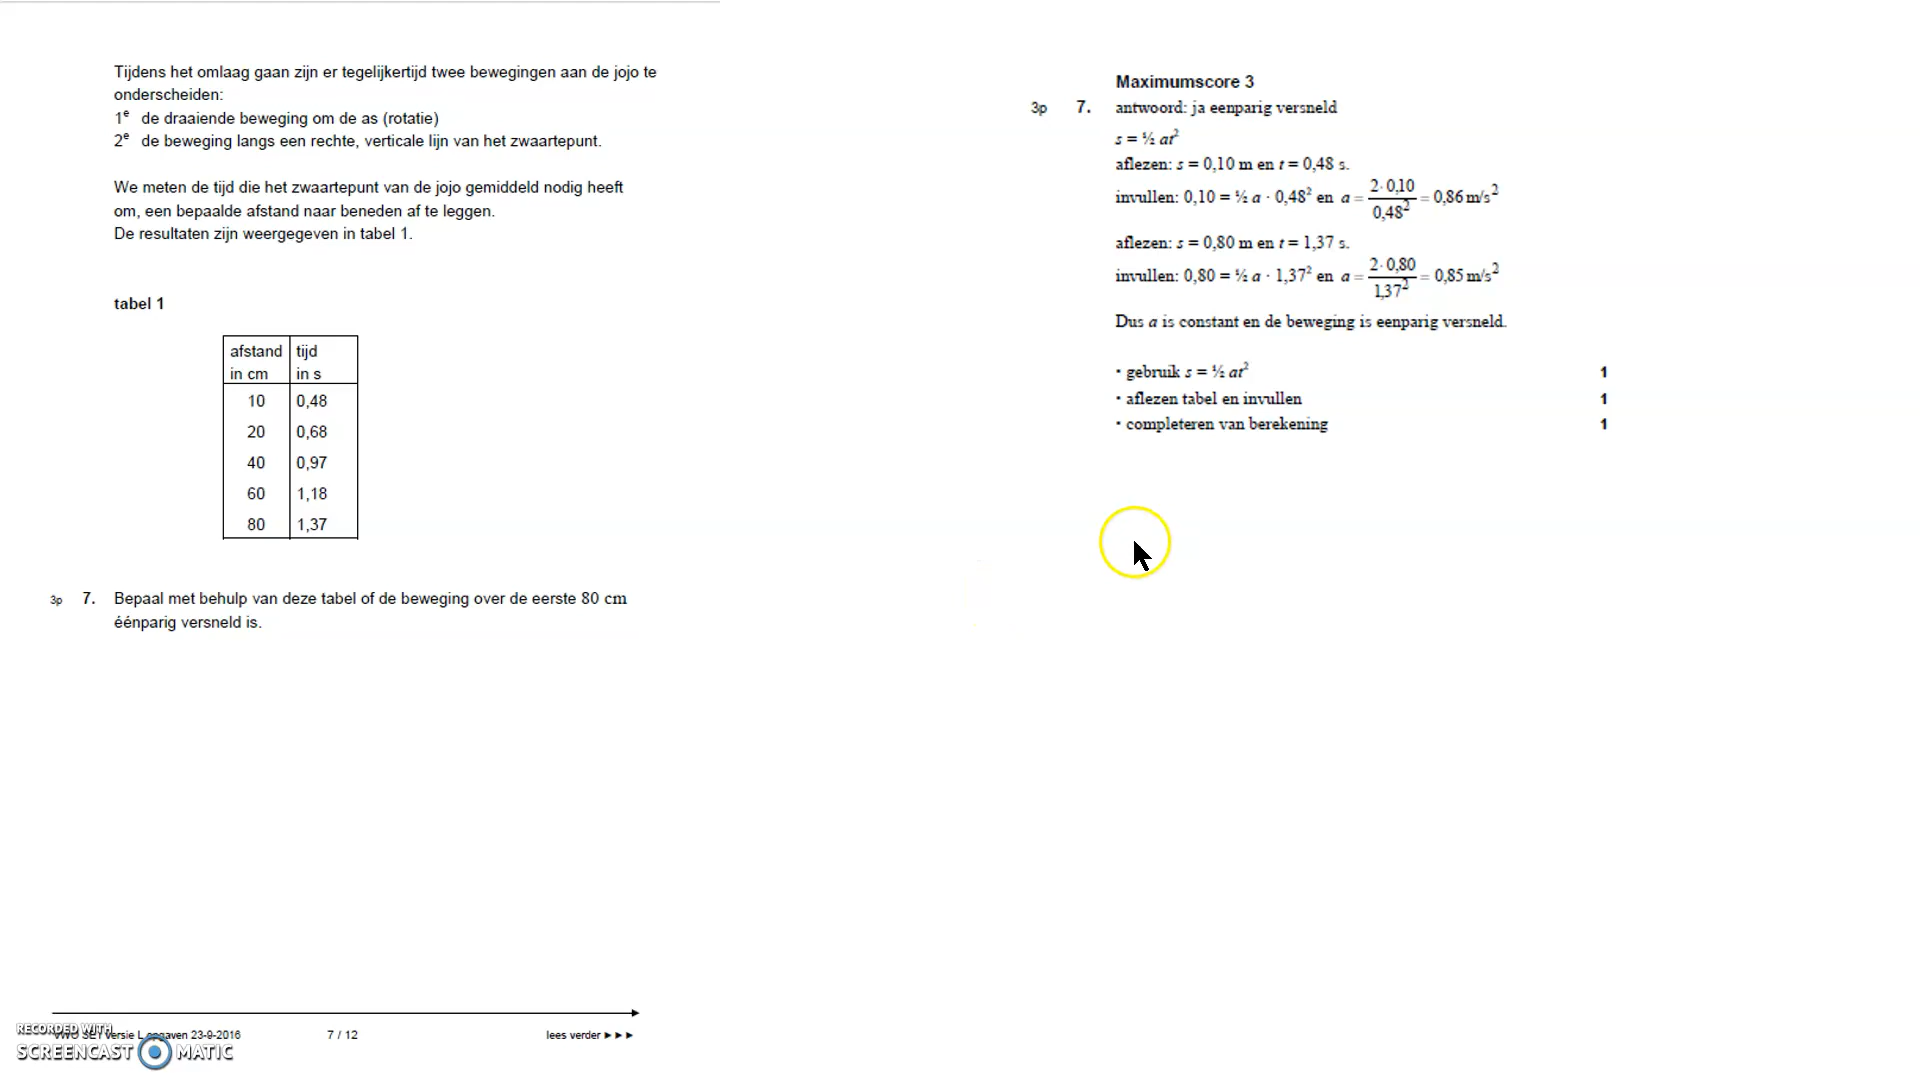 Tijdens het omlaag gaan zijn er tegelijkertijd twee bewegingen aan de jojo te
onderscheiden:
1e de draaiende beweging om de as (rotatie)
2e de beweging langs een rechte, verticale lijn van het zwaartepunt.
We meten de tijd die het zwaartepunt van de jojo gemiddeld nodig heeft
om, een bepaalde afstand naar beneden af te leggen.
De resultaten zijn weergegeven in tabel 1.
tabel 1
afstand tijd
in cm in s
10 0,48
20 0,68
40 0,97
60 1,18
80 1,37
3p 7. Bepaal met behulp van deze tabel of de beweging over de eerste 80 cm
éénparig versneld is.
7 / 12
lees verder ►►►
RECORDED WITH
SCREENCAST MATIC
Maximumscore 3
3p 7. antwoord: ja eenparig versneld
s = ½ at²
aflezen: s = 0,10 m en t = 0,48 s.
invullen: 0,10 = ½ a · 0,48² en a = 2·0,10 / 0,48² = 0,86 m/s²
aflezen: s = 0,80 m en t = 1,37 s.
invullen: 0,80 = ½ a · 1,37² en a = 2·0,80 / 1,37² = 0,85 m/s²
Dus a is constant en de beweging is eenparig versneld.
• gebruik s = ½ at² 1
• aflezen tabel en invullen 1
• completeren van berekening 1